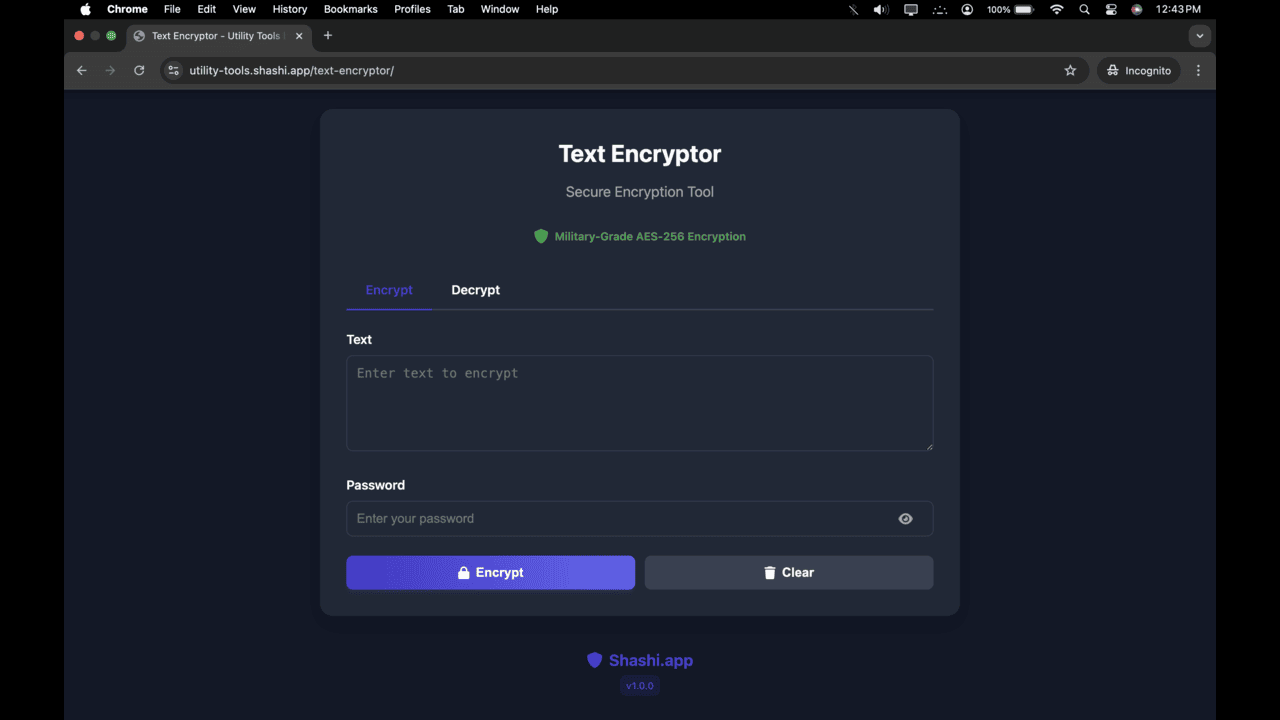 Chrome File Edit View History Bookmarks Profiles Tab Window Help 100% 12:43 PM
Text Encryptor - Utility Tools
utility-tools.shashi.app/text-encryptor/ Incognito
Text Encryptor
Secure Encryption Tool
Military-Grade AES-256 Encryption
Encrypt Decrypt
Text
Enter text to encrypt
Password
Enter your password
Encrypt Clear
Shashi.app
v1.0.0